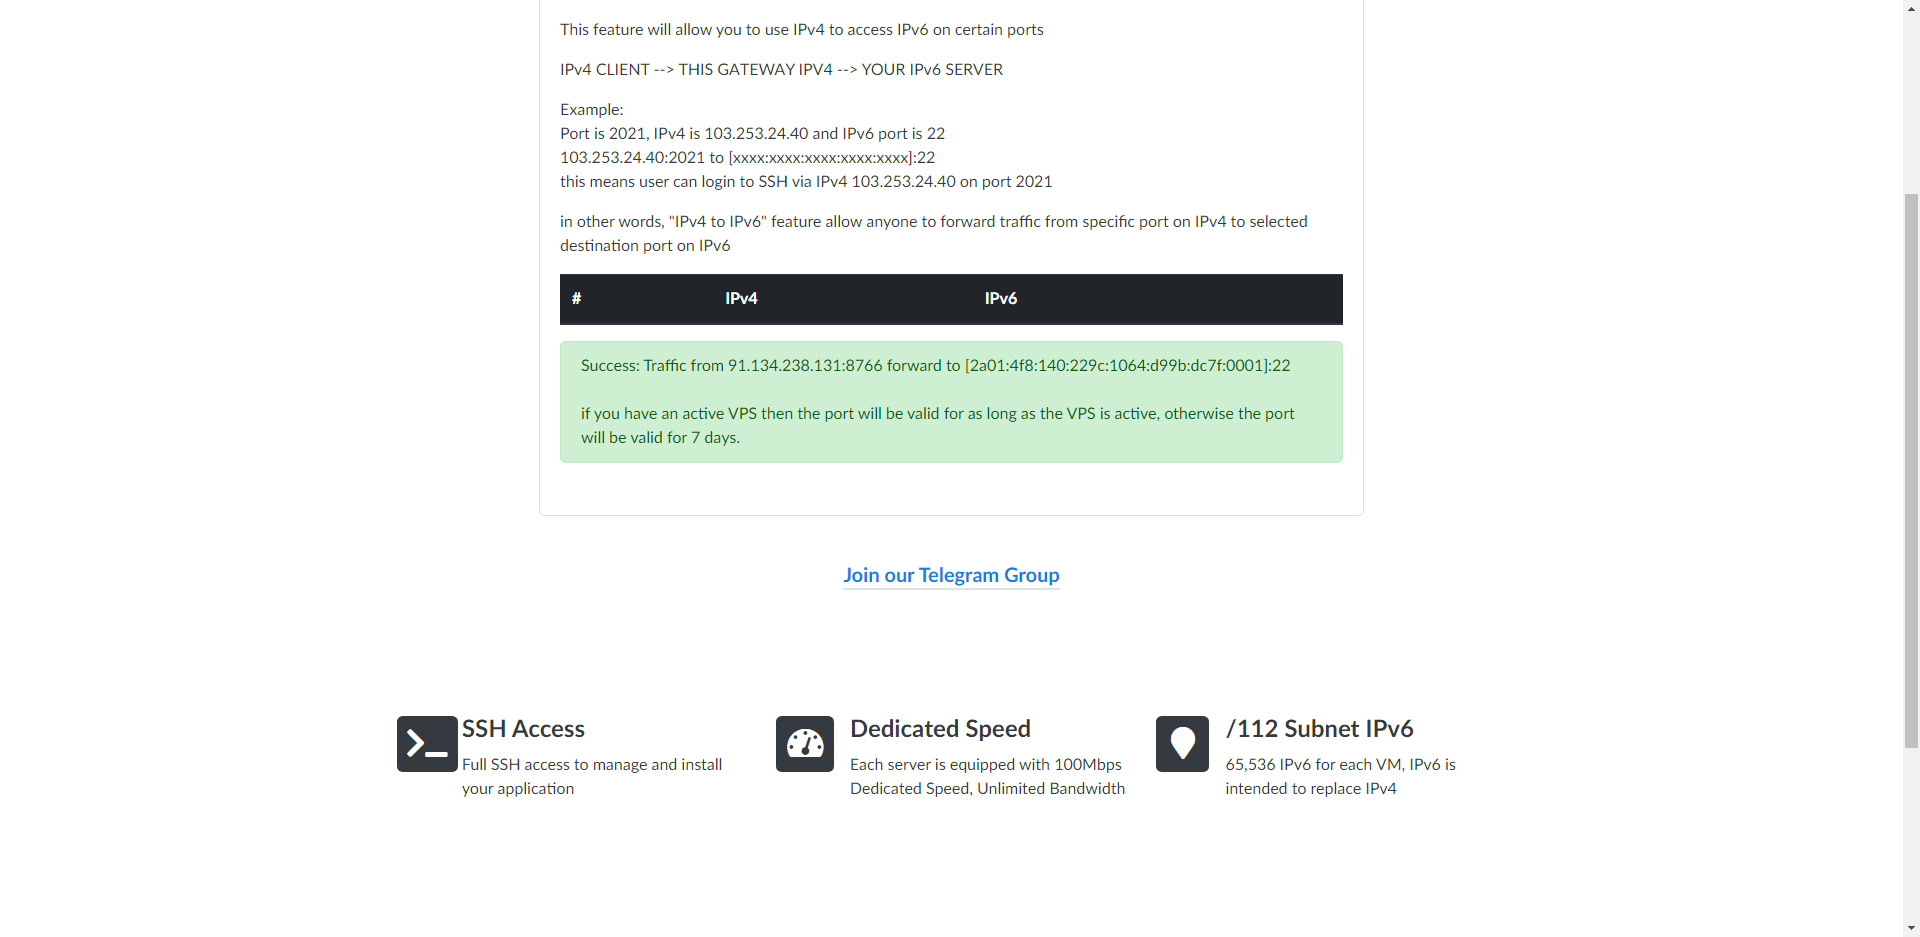 This feature will allow you to use IPv4 to access IPv6 on certain ports
IPv4 CLIENT --> THIS GATEWAY IPV4 --> YOUR IPv6 SERVER
Example:
Port is 2021, IPv4 is 103.253.24.40 and IPv6 port is 22
103.253.24.40:2021 to [xxxx:xxxx:xxxx:xxxx:xxxx]:22
this means user can login to SSH via IPv4 103.253.24.40 on port 2021
in other words, "IPv4 to IPv6" feature allow anyone to forward traffic from specific port on IPv4 to selected
destination port on IPv6
# IPv4 IPv6
Success: Traffic from 91.134.238.131:8766 forward to [2a01:4f8:140:229c:1064:d99b:dc7f:0001]:22
if you have an active VPS then the port will be valid for as long as the VPS is active, otherwise the port
will be valid for 7 days.
Join our Telegram Group
SSH Access
Full SSH access to manage and install
your application
Dedicated Speed
Each server is equipped with 100Mbps
Dedicated Speed, Unlimited Bandwidth
/112 Subnet IPv6
65,536 IPv6 for each VM, IPv6 is
intended to replace IPv4